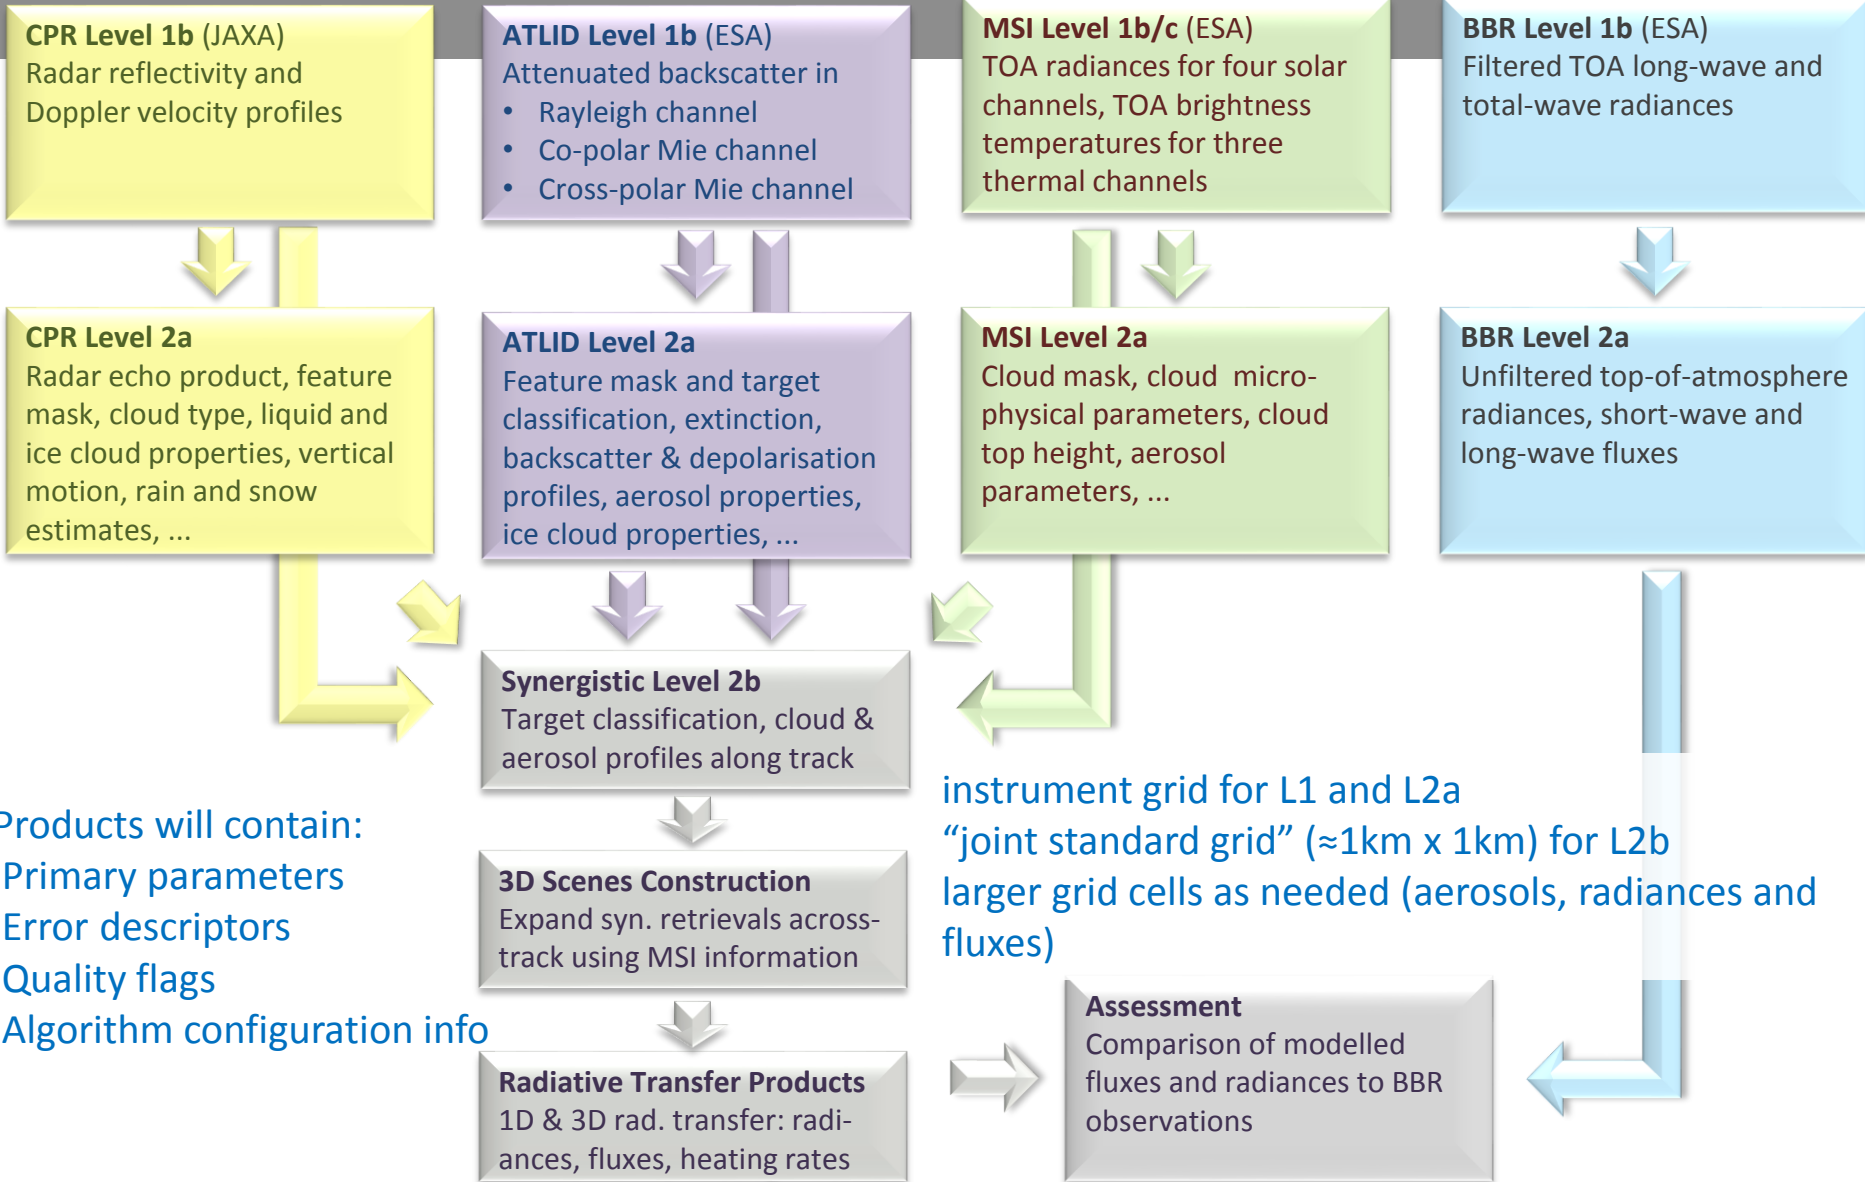 CPR Level 1b (JAXA)
Radar reflectivity and
Doppler velocity profiles
ATLID Level 1b (ESA)
Attenuated backscatter in
• Rayleigh channel
• Co-polar Mie channel
• Cross-polar Mie channel
MSI Level 1b/c (ESA)
TOA radiances for four solar
channels, TOA brightness
temperatures for three
thermal channels
BBR Level 1b (ESA)
Filtered TOA long-wave and
total-wave radiances
CPR Level 2a
Radar echo product, feature
mask, cloud type, liquid and
ice cloud properties, vertical
motion, rain and snow
estimates, ...
ATLID Level 2a
Feature mask and target
classification, extinction,
backscatter & depolarisation
profiles, aerosol properties,
ice cloud properties, ...
MSI Level 2a
Cloud mask, cloud micro-
physical parameters, cloud
top height, aerosol
parameters, ...
BBR Level 2a
Unfiltered top-of-atmosphere
radiances, short-wave and
long-wave fluxes
Synergistic Level 2b
Target classification, cloud &
aerosol profiles along track
Products will contain:
Primary parameters
Error descriptors
Quality flags
Algorithm configuration info
instrument grid for L1 and L2a
“joint standard grid” (≈1km x 1km) for L2b
larger grid cells as needed (aerosols, radiances and
fluxes)
3D Scenes Construction
Expand syn. retrievals across-
track using MSI information
Radiative Transfer Products
1D & 3D rad. transfer: radi-
ances, fluxes, heating rates
Assessment
Comparison of modelled
fluxes and radiances to BBR
observations